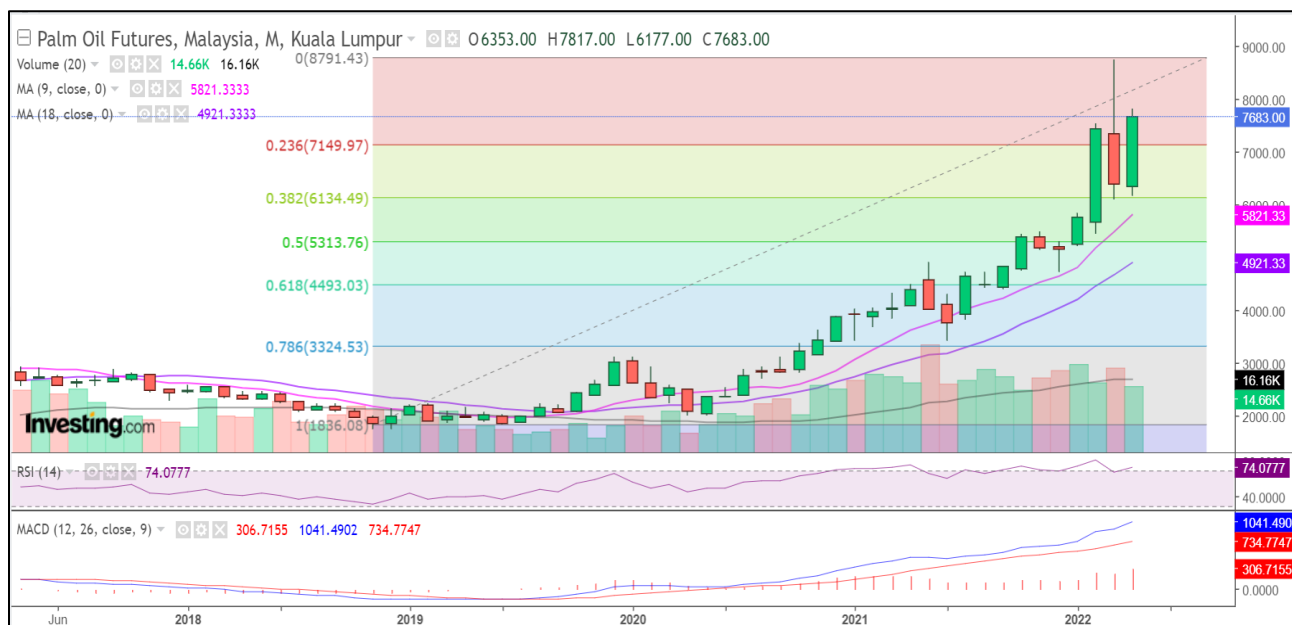 Palm Oil Futures, Malaysia, M, Kuala Lumpur O6353.00 H7817.00 L6177.00 C7683.00
Volume (20) 14.66K 16.16K
MA (9, close, 0) 5821.3333
MA (18, close, 0) 4921.3333
0(8791.43)
0.236(7149.97)
0.382(6134.49)
0.5(5313.76)
0.618(4493.03)
0.786(3324.53)
1(1836.08)
Investing.com
9000.00
8000.00
7683.00
7000.00
6000.00
5821.33
4921.33
4000.00
3000.00
16.16K
14.66K
2000.00
RSI (14) 74.0777
74.0777
40.0000
MACD (12, 26, close, 9) 306.7155 1041.4902 734.7747
1041.490
734.7747
306.7155
0.0000
Jun 2018 2019 2020 2021 2022